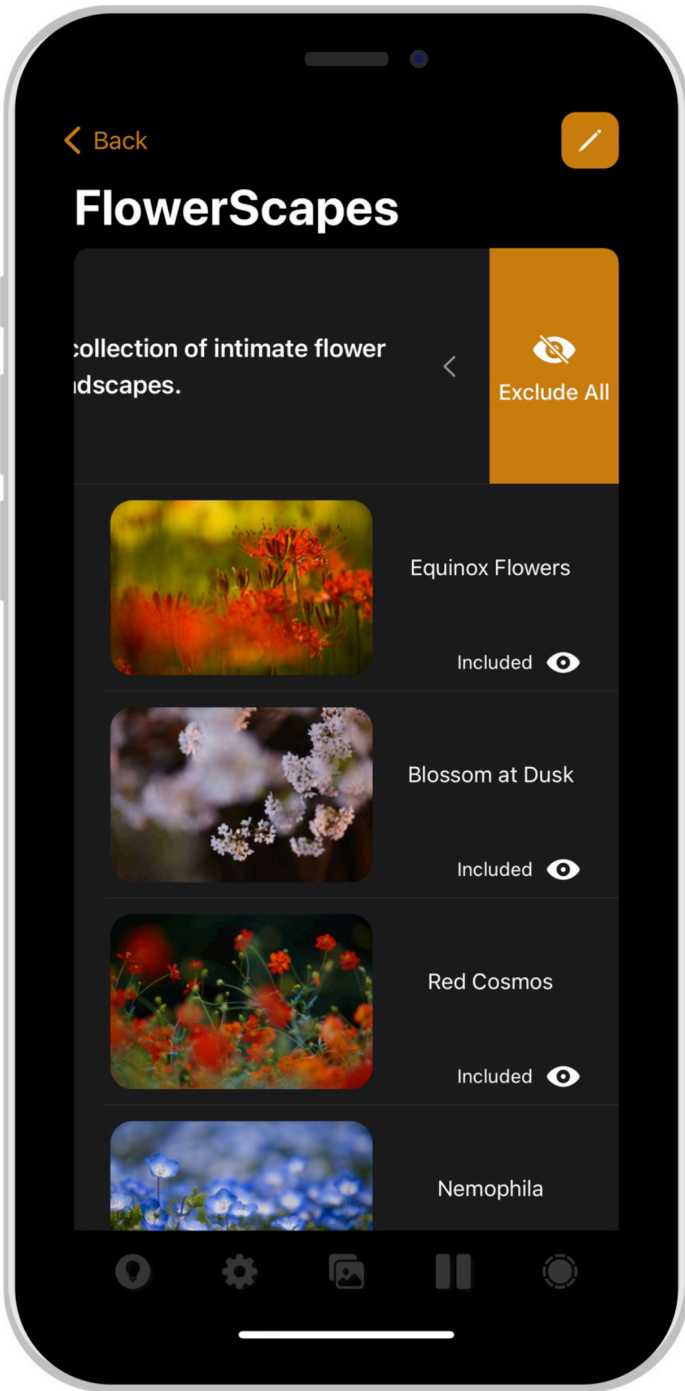 Back
FlowerScapes
collection of intimate flower
dscapes.
Exclude All
Equinox Flowers
Included
Blossom at Dusk
Included
Red Cosmos
Included
Nemophila